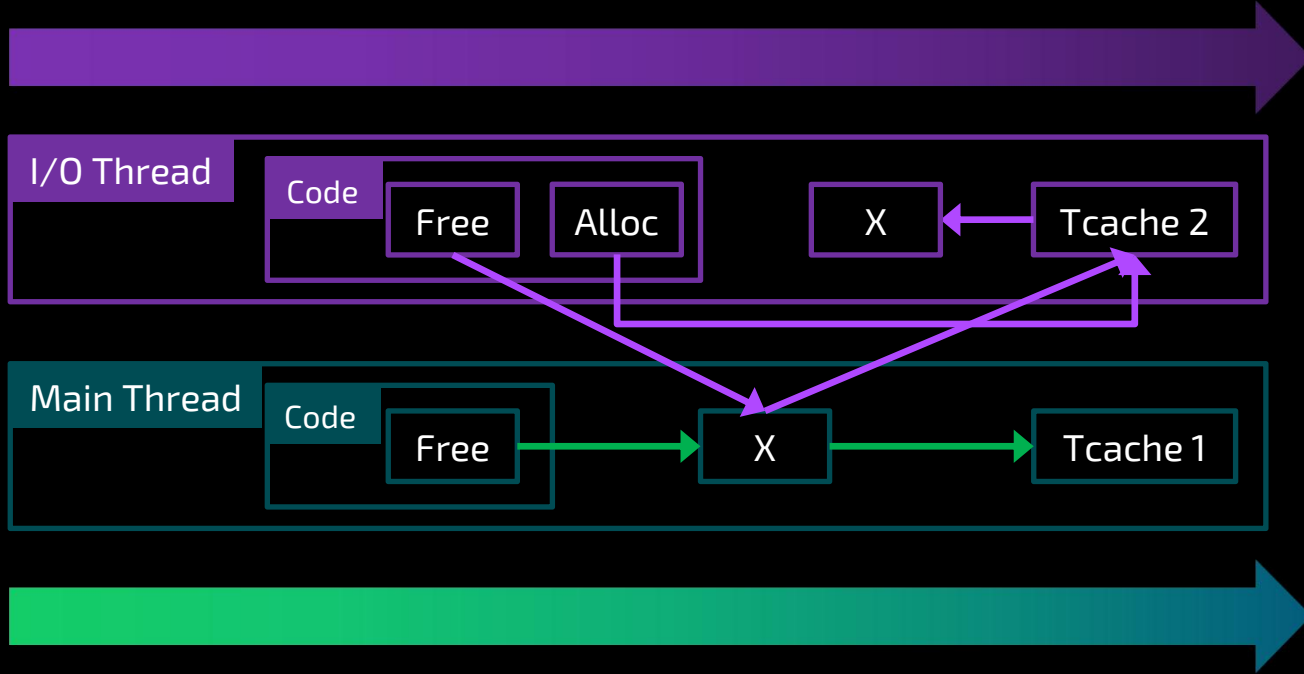 I/O Thread
Code
Free
Alloc
X
Tcache 2
Main Thread
Code
Free
X
Tcache 1